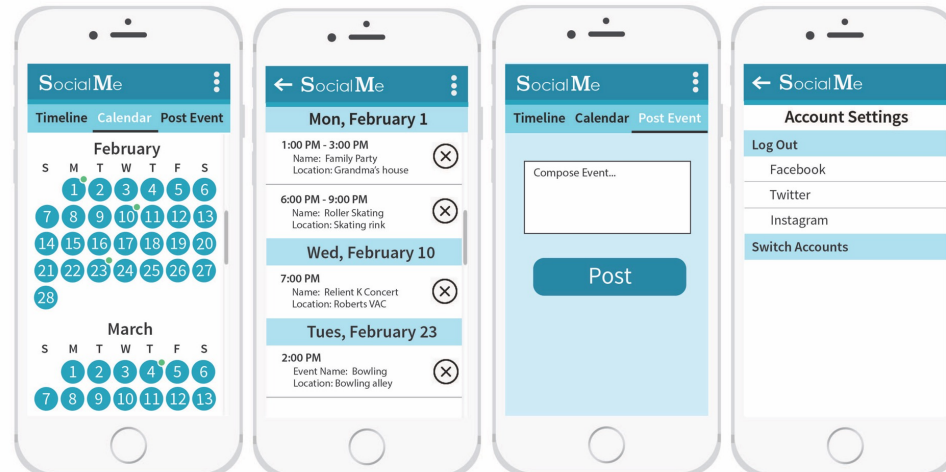 SocialMe
Timeline Calendar Post Event
February
S M T W T F S
1 2 3 4 5 6
7 8 9 10 11 12 13
14 15 16 17 18 19 20
21 22 23 24 25 26 27
28
March
S M T W T F S
1 2 3 4 5 6
7 8 9 10 11 12 13
SocialMe
Mon, February 1
1:00 PM - 3:00 PM
Name: Family Party
Location: Grandma's house
6:00 PM - 9:00 PM
Name: Roller Skating
Location: Skating rink
Wed, February 10
7:00 PM
Name: Relient K Concert
Location: Roberts VAC
Tues, February 23
2:00 PM
Event Name: Bowling
Location: Bowling alley
SocialMe
Timeline Calendar Post Event
Compose Event...
Post
SocialMe
Account Settings
Log Out
Facebook
Twitter
Instagram
Switch Accounts